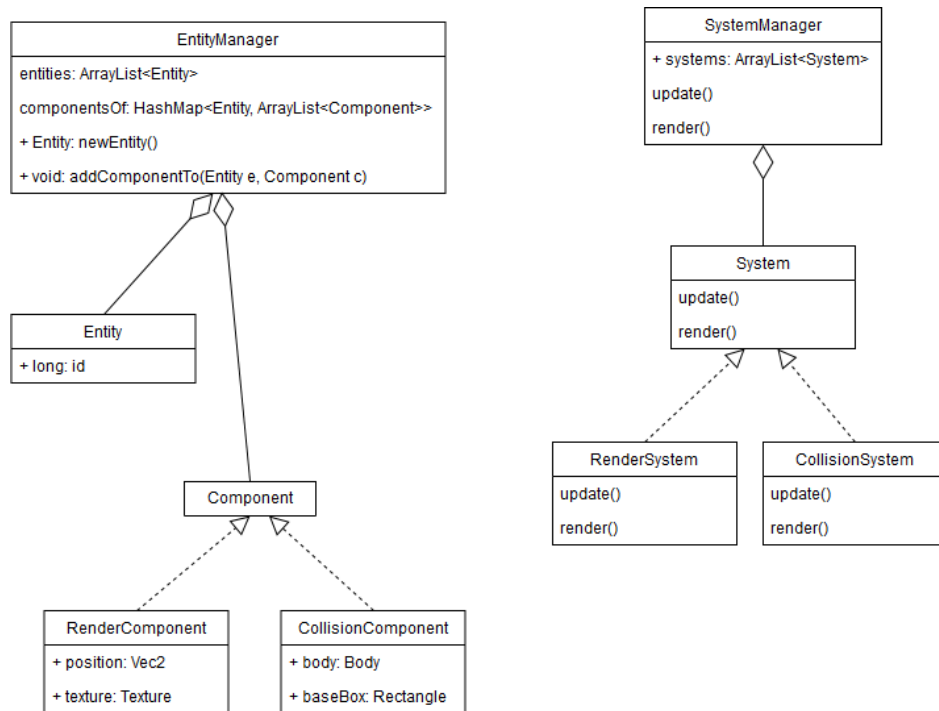 EntityManager
entities: ArrayList<Entity>
componentsOf: HashMap<Entity, ArrayList<Component>>
+ Entity: newEntity()
+ void: addComponentTo(Entity e, Component c)
Entity
+ long: id
Component
RenderComponent
+ position: Vec2
+ texture: Texture
CollisionComponent
+ body: Body
+ baseBox: Rectangle
SystemManager
+ systems: ArrayList<System>
update()
render()
System
update()
render()
RenderSystem
update()
render()
CollisionSystem
update()
render()